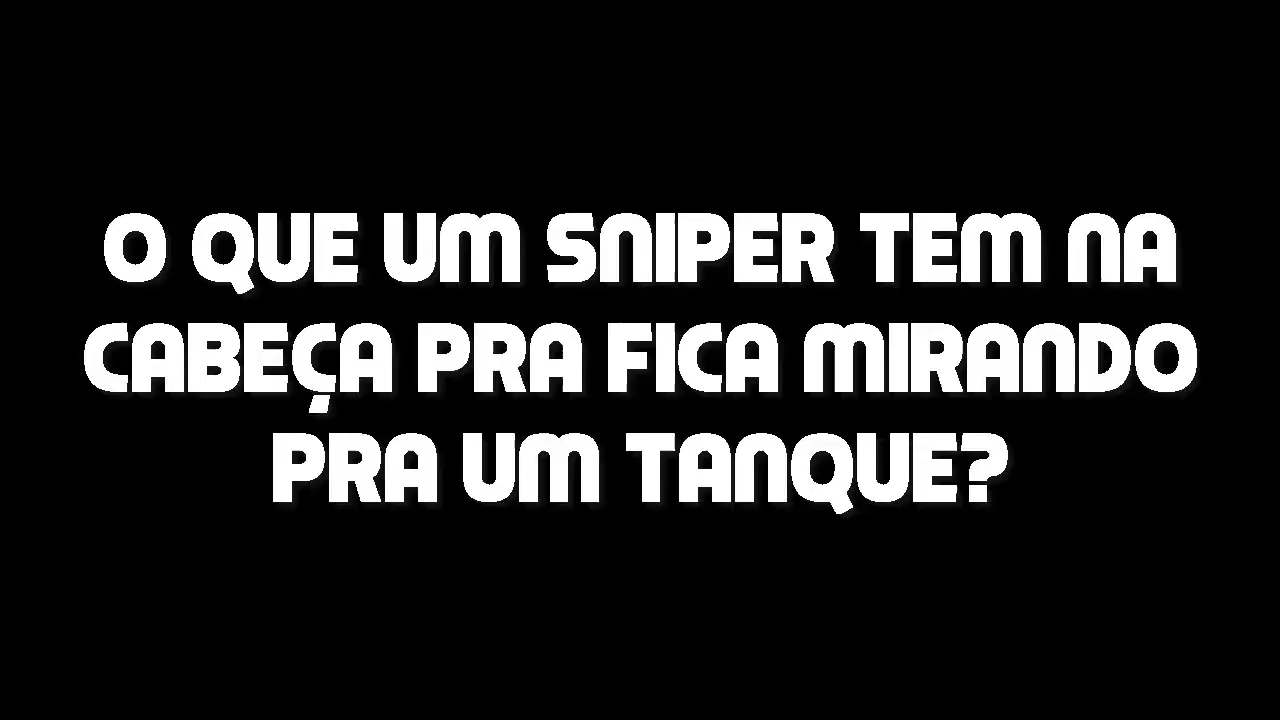 O QUE UM SNIPER TEM NA
CABEÇA PRA FICA MIRANDO
PRA UM TANQUE?